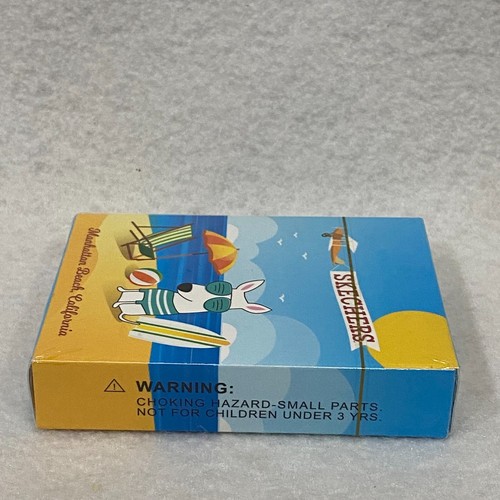 SKECHERS
Manhattan Beach, California
WARNING:
CHOKING HAZARD-SMALL PARTS.
NOT FOR CHILDREN UNDER 3 YRS.